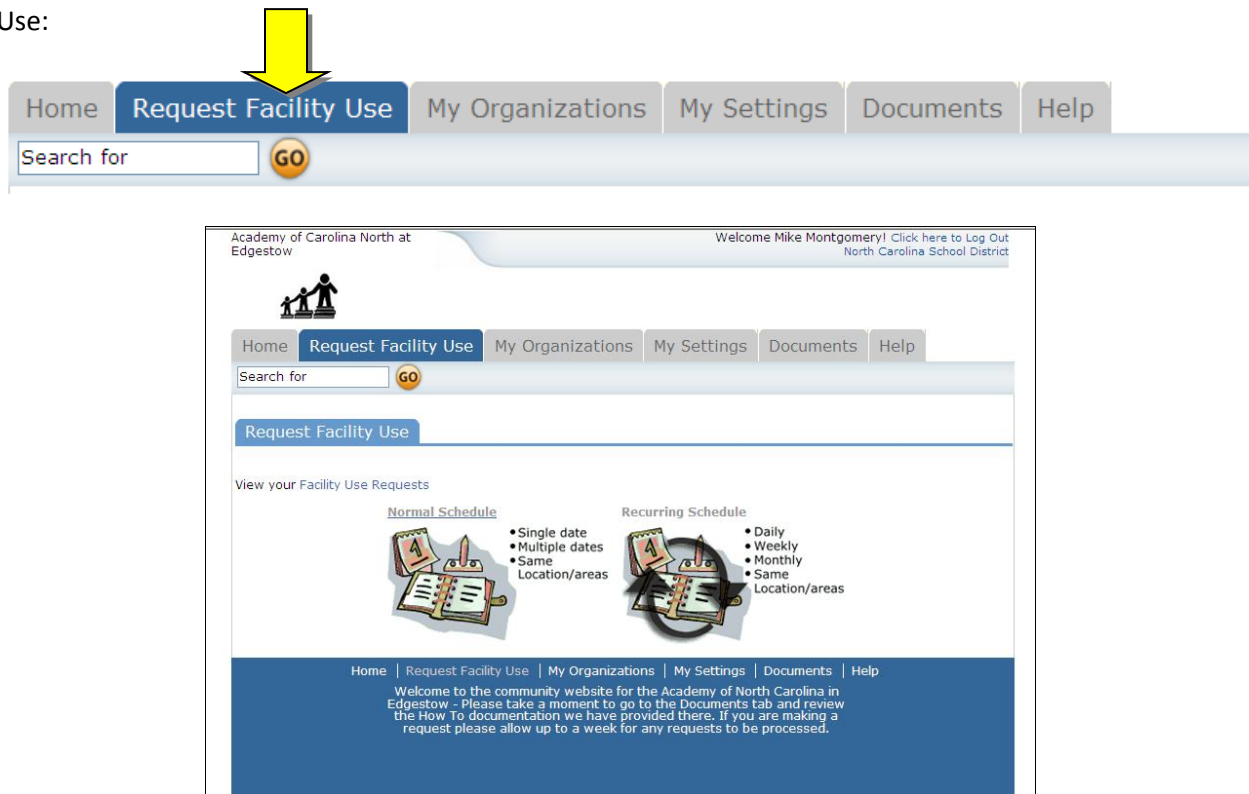 Use:
Home Request Facility Use My Organizations My Settings Documents Help
Search for GO
Academy of Carolina North at
Edgestow
Welcome Mike Montgomery! Click here to Log Out
North Carolina School District
Home Request Facility Use My Organizations My Settings Documents Help
Search for GO
Request Facility Use
View your Facility Use Requests
Normal Schedule
• Single date
• Multiple dates
• Same
Location/areas
Recurring Schedule
• Daily
• Weekly
• Monthly
• Same
Location/areas
Home | Request Facility Use | My Organizations | My Settings | Documents | Help
Welcome to the community website for the Academy of North Carolina in
Edgestow - Please take a moment to go to the Documents tab and review
the How To documentation we have provided there. If you are making a
request please allow up to a week for any requests to be processed.